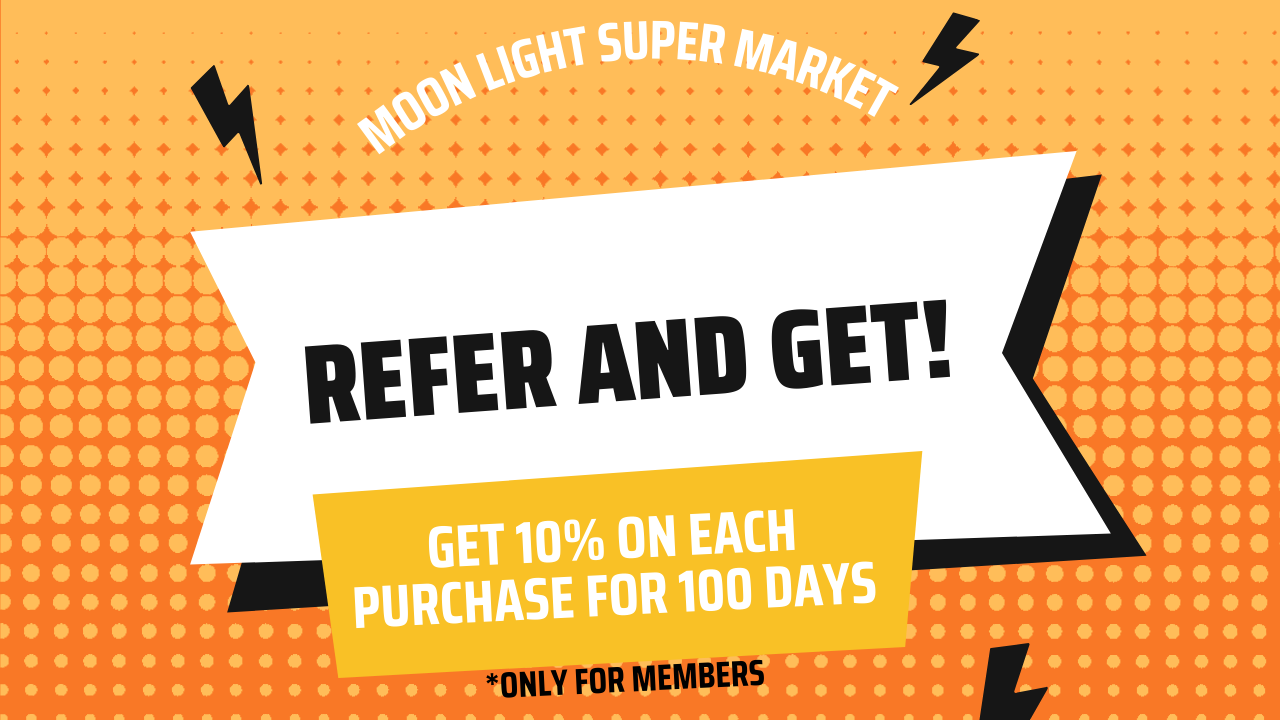 MOON LIGHT SUPER MARKET
REFER AND GET!
GET 10% ON EACH
PURCHASE FOR 100 DAYS
*ONLY FOR MEMBERS